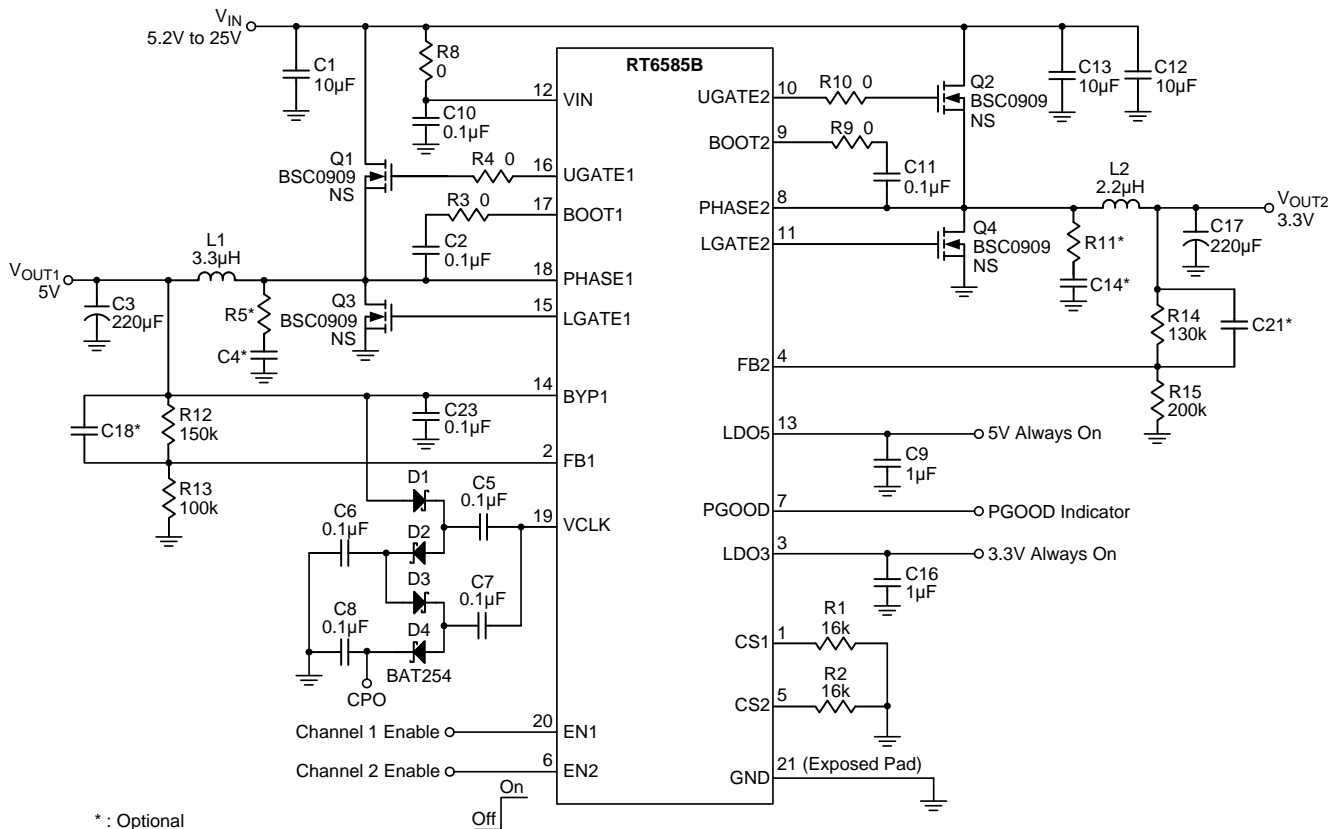 VIN
5.2V to 25V
C1
10µF
R8
0
C10
0.1µF
12
VIN
RT6585B
UGATE2
10
R10 0
Q2
BSC0909
NS
C13
10µF
C12
10µF
BOOT2
9
R9 0
C11
0.1µF
Q1
BSC0909
NS
R4 0
16
UGATE1
R3 0
17
BOOT1
C2
0.1µF
PHASE2
8
L2
2.2µH
VOUT2
3.3V
C17
220µF
LGATE2
11
Q4
BSC0909
NS
R11*
C14*
VOUT1
5V
L1
3.3µH
18
PHASE1
C3
220µF
R5*
C4*
Q3
BSC0909
NS
15
LGATE1
R14
130k
C21*
FB2
4
R15
200k
14
BYP1
C18*
R12
150k
C23
0.1µF
2
FB1
R13
100k
LDO5
13
5V Always On
C9
1µF
D1
C5
0.1µF
19
VCLK
C6
0.1µF
D2
D3
C7
0.1µF
C8
0.1µF
D4
BAT254
CPO
PGOOD
7
PGOOD Indicator
LDO3
3
3.3V Always On
C16
1µF
CS1
1
R1
16k
CS2
5
R2
16k
Channel 1 Enable
20
EN1
Channel 2 Enable
6
EN2
GND
21 (Exposed Pad)
On
Off
* : Optional